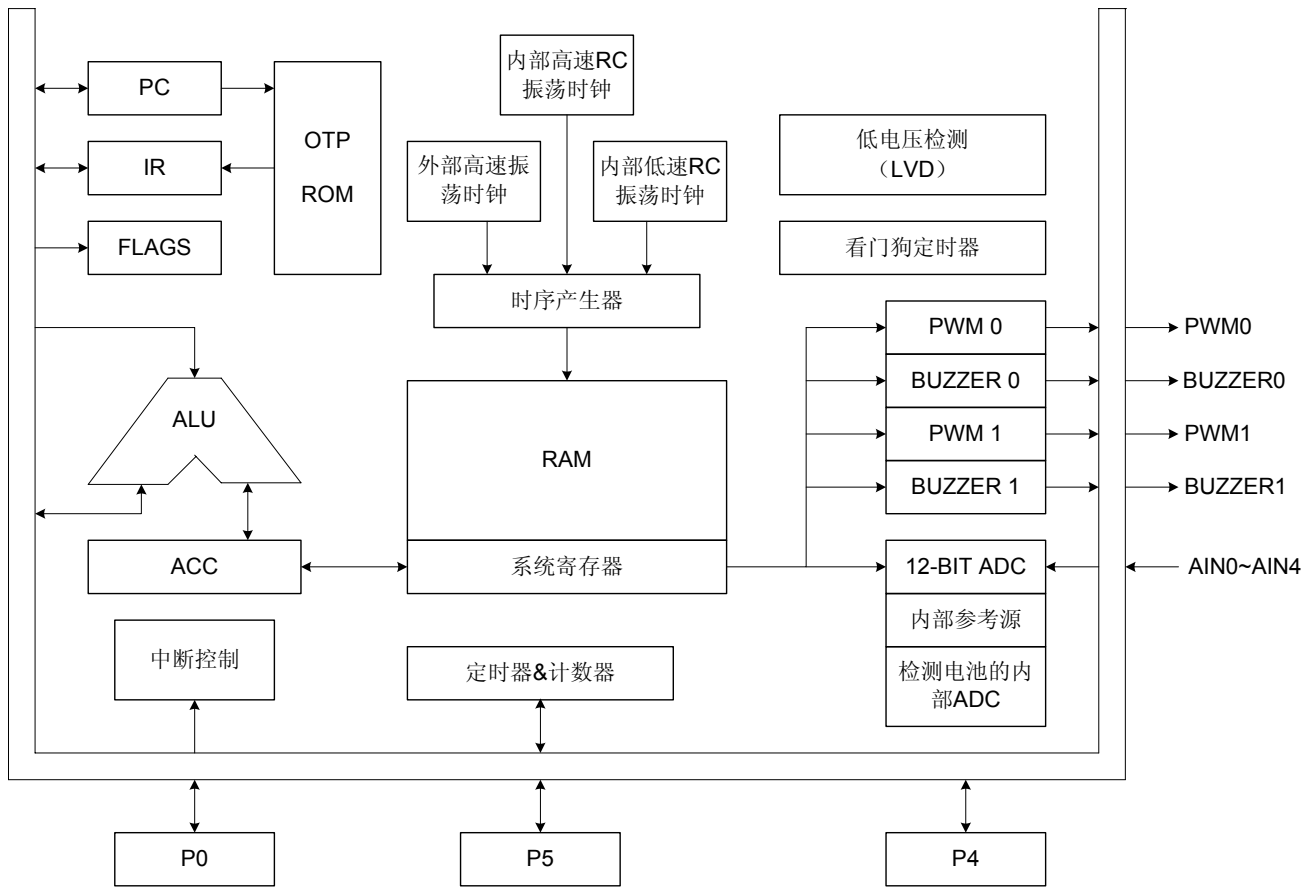 内部高速RC
振荡时钟
PC
OTP
ROM
IR
FLAGS
外部高速振
荡时钟
内部低速RC
振荡时钟
低电压检测
（LVD）
看门狗定时器
时序产生器
PWM 0
PWM0
BUZZER 0
BUZZER0
PWM 1
PWM1
BUZZER 1
BUZZER1
ALU
RAM
ACC
系统寄存器
12-BIT ADC
AIN0~AIN4
内部参考源
检测电池的内
部ADC
中断控制
定时器&计数器
P0
P5
P4